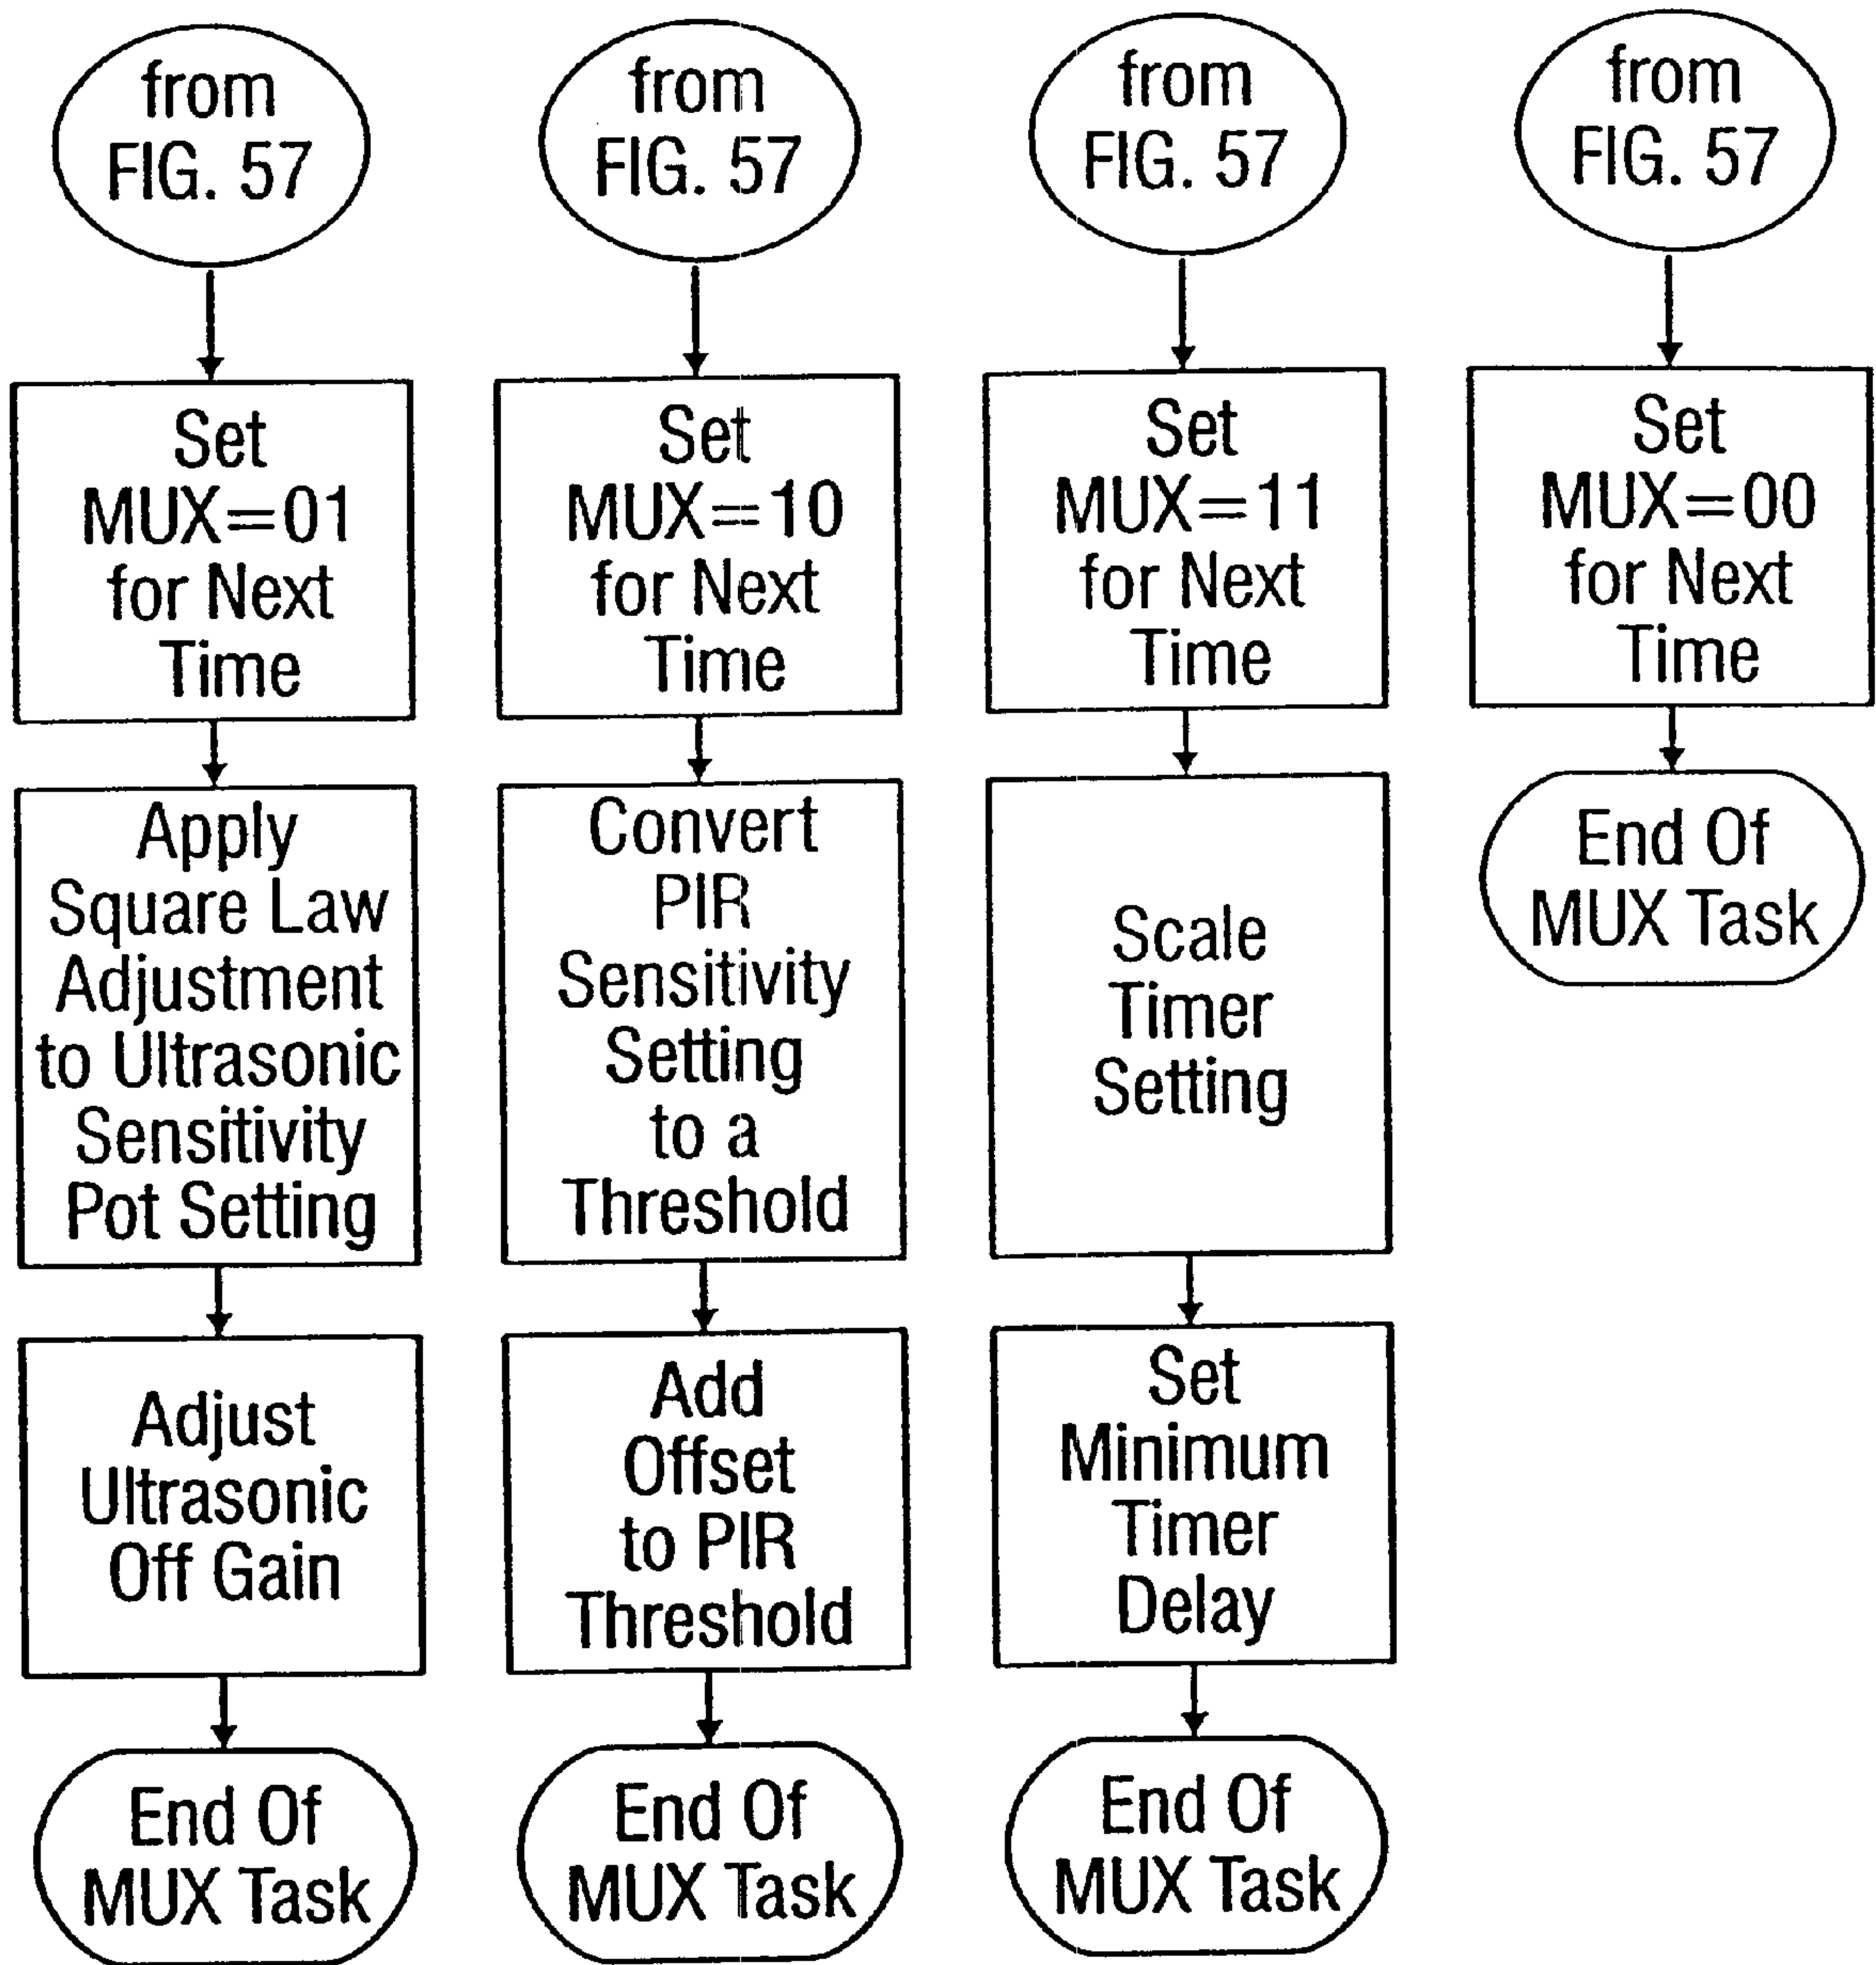 from
FIG. 57
Set
MUX=01
for Next
Time
Apply
Square Law
Adjustment
to Ultrasonic
Sensitivity
Pot Setting
Adjust
Ultrasonic
Off Gain
End Of
MUX Task
from
FIG. 57
Set
MUX=10
for Next
Time
Convert
PIR
Sensitivity
Setting
to a
Threshold
Add
Offset
to PIR
Threshold
End Of
MUX Task
from
FIG. 57
Set
MUX=11
for Next
Time
Scale
Timer
Setting
Set
Minimum
Timer
Delay
End Of
MUX Task
from
FIG. 57
Set
MUX=00
for Next
Time
End Of
MUX Task